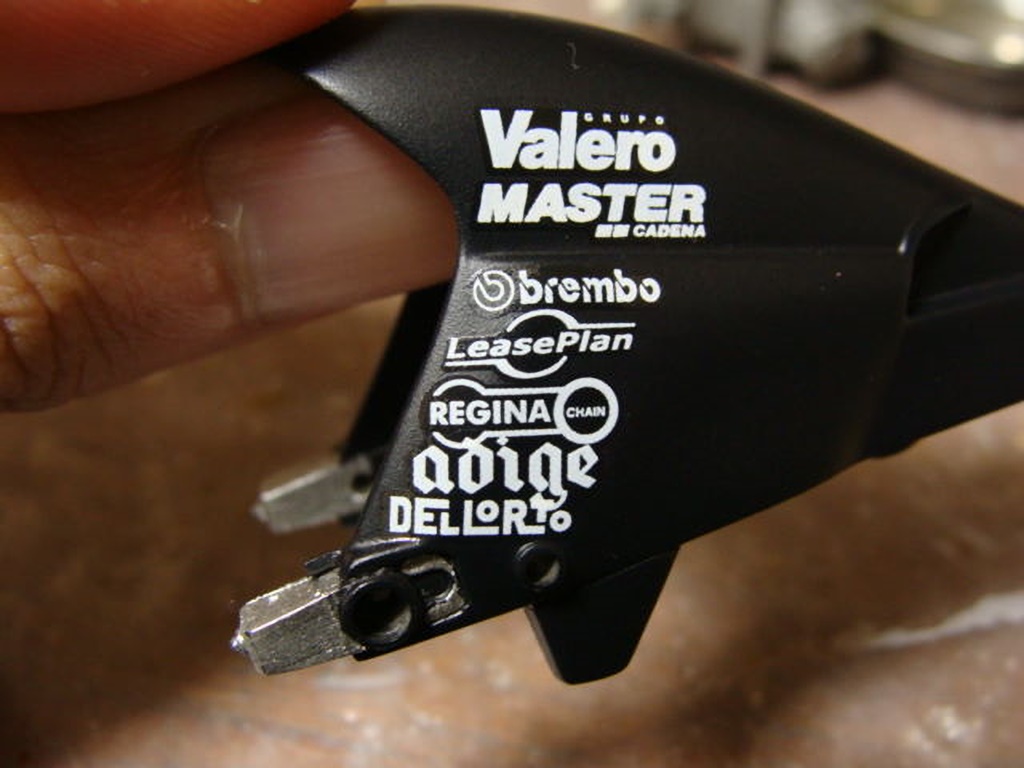 GRUPO
Valero
MASTER
CADENA
brembo
LeasePlan
REGINA CHAIN
adige
DELLORTO